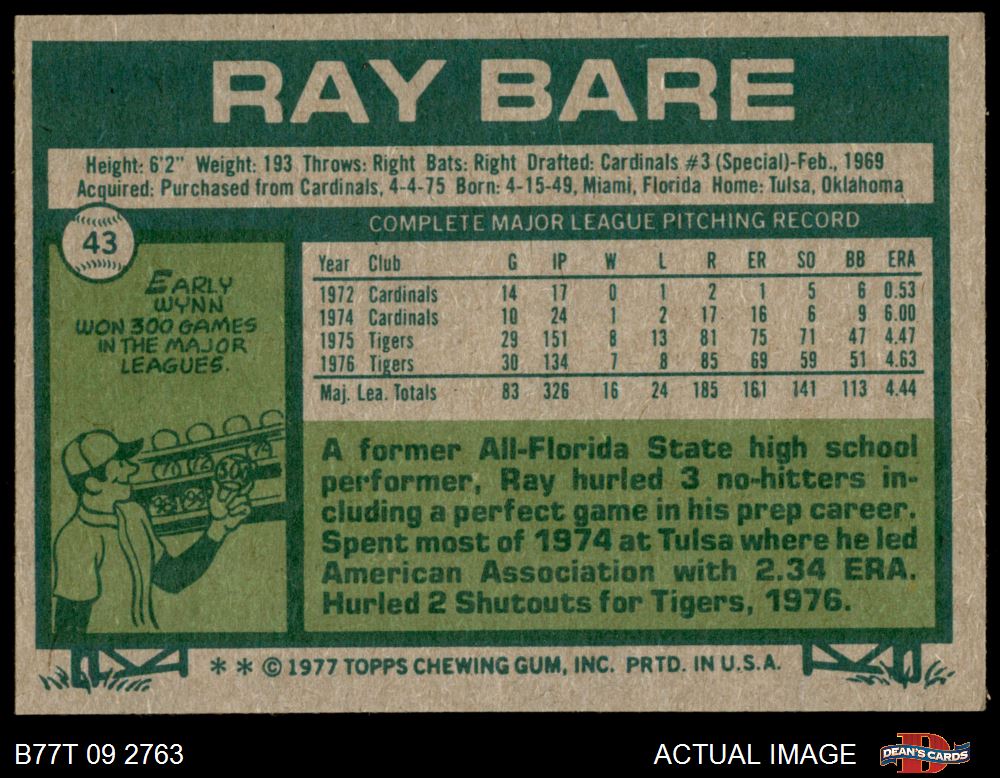 RAY BARE
Height: 6'2" Weight: 193 Throws: Right Bats: Right Drafted: Cardinals #3 (Special)-Feb., 1969
Acquired: Purchased from Cardinals, 4-4-75 Born: 4-15-49, Miami, Florida Home: Tulsa, Oklahoma
43
EARLY
WYNN
WON 300 GAMES
IN THE MAJOR
LEAGUES.
COMPLETE MAJOR LEAGUE PITCHING RECORD
Year Club G IP W L R ER SO BB ERA
1972 Cardinals 14 17 0 1 2 1 5 6 0.53
1974 Cardinals 10 24 1 2 17 16 6 9 6.00
1975 Tigers 29 151 8 13 81 75 71 47 4.47
1976 Tigers 30 134 7 8 85 69 59 51 4.63
Maj. Lea. Totals 83 326 16 24 185 161 141 113 4.44
A former All-Florida State high school
performer, Ray hurled 3 no-hitters in-
cluding a perfect game in his prep career.
Spent most of 1974 at Tulsa where he led
American Association with 2.34 ERA.
Hurled 2 Shutouts for Tigers, 1976.
300
298
** © 1977 TOPPS CHEWING GUM, INC. PRTD. IN U.S.A.
B77T 09 2763
ACTUAL IMAGE
D
DEAN'S CARDS